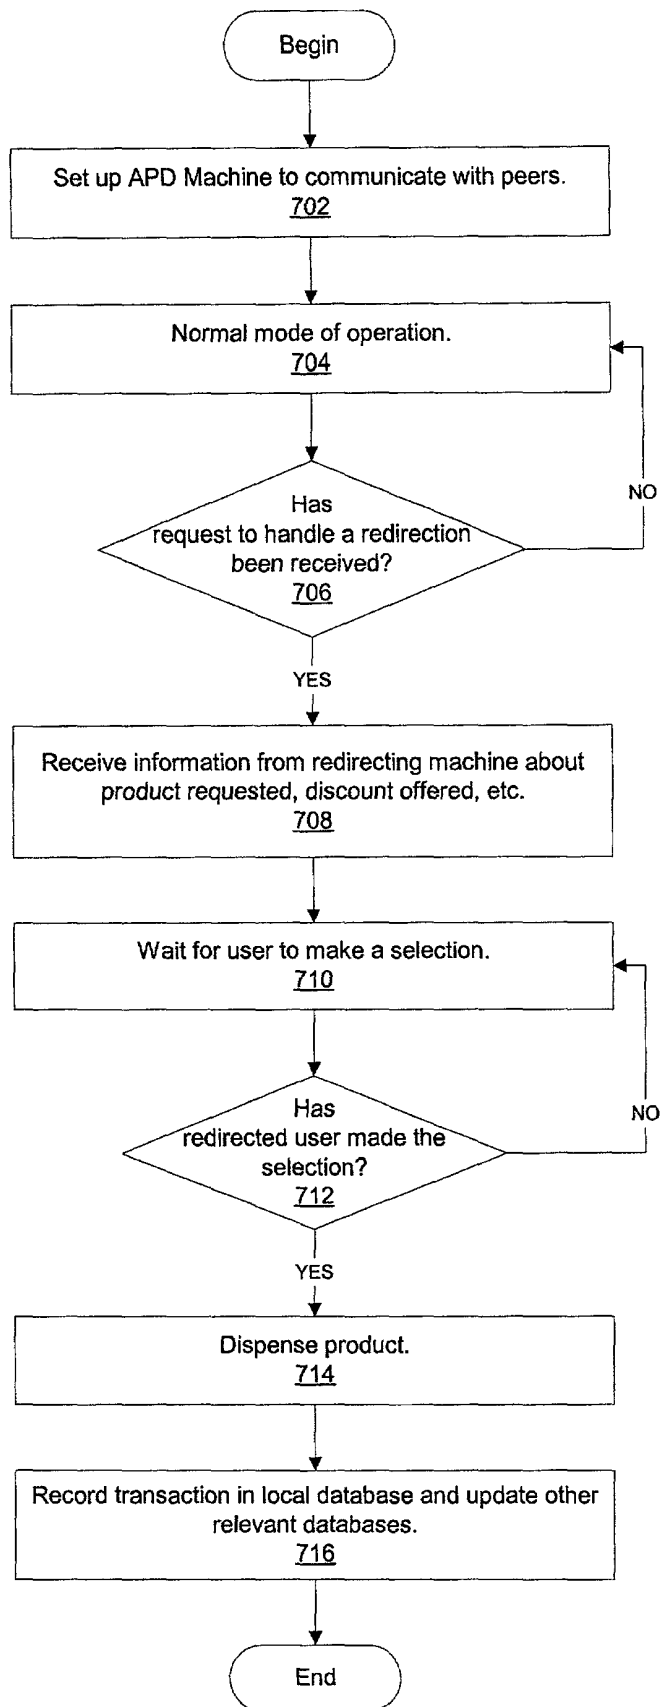 Begin
Set up APD Machine to communicate with peers.
702
Normal mode of operation.
704
NO
Has
request to handle a redirection
been received?
706
YES
Receive information from redirecting machine about
product requested, discount offered, etc.
708
Wait for user to make a selection.
710
NO
Has
redirected user made the
selection?
712
YES
Dispense product.
714
Record transaction in local database and update other
relevant databases.
716
End